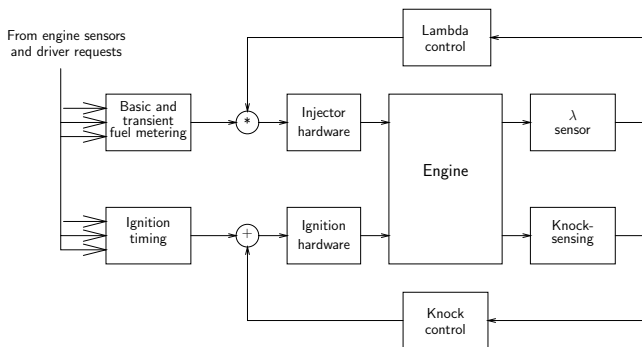 From engine sensors
and driver requests
Lambda
control
Basic and
transient
fuel metering
*
Injector
hardware
Engine
λ
sensor
Ignition
timing
+
Ignition
hardware
Knock-
sensing
Knock
control